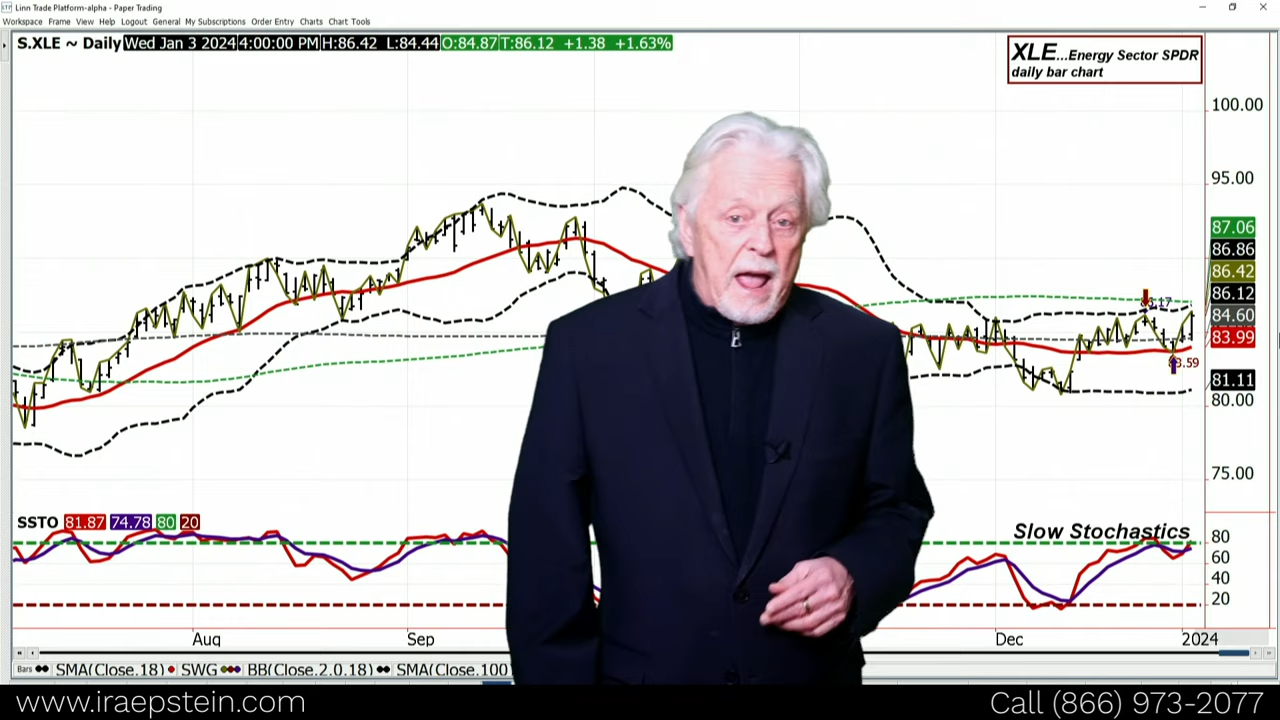 Linn Trade Platform-alpha - Paper Trading
Workspace Frame View Help Logout General My Subscriptions Order Entry Charts Chart Tools
S.XLE ~ Daily Wed Jan 3 2024 4:00:00 PM H:86.42 L:84.44 O:84.87 T:86.12 +1.38 +1.63%
XLE...Energy Sector SPDR
daily bar chart
100.00
95.00
87.06
86.86
86.42
86.12
84.60
83.99
81.11
80.00
75.00
SSTO 81.87 74.78 80 20
Slow Stochastics
80
60
40
20
Aug Sep Dec 2024
Bars SMA(Close.18) SWG BB(Close.2.0.18) SMA(Close.100
www.iraepstein.com
Call (866) 973-2077